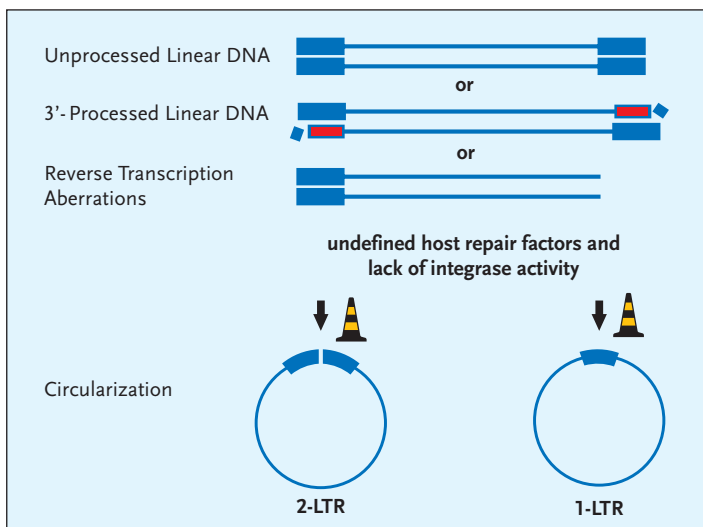 Unprocessed Linear DNA
or
3'-Processed Linear DNA
or
Reverse Transcription
Aberrations
undefined host repair factors and
lack of integrase activity
Circularization
2-LTR
1-LTR